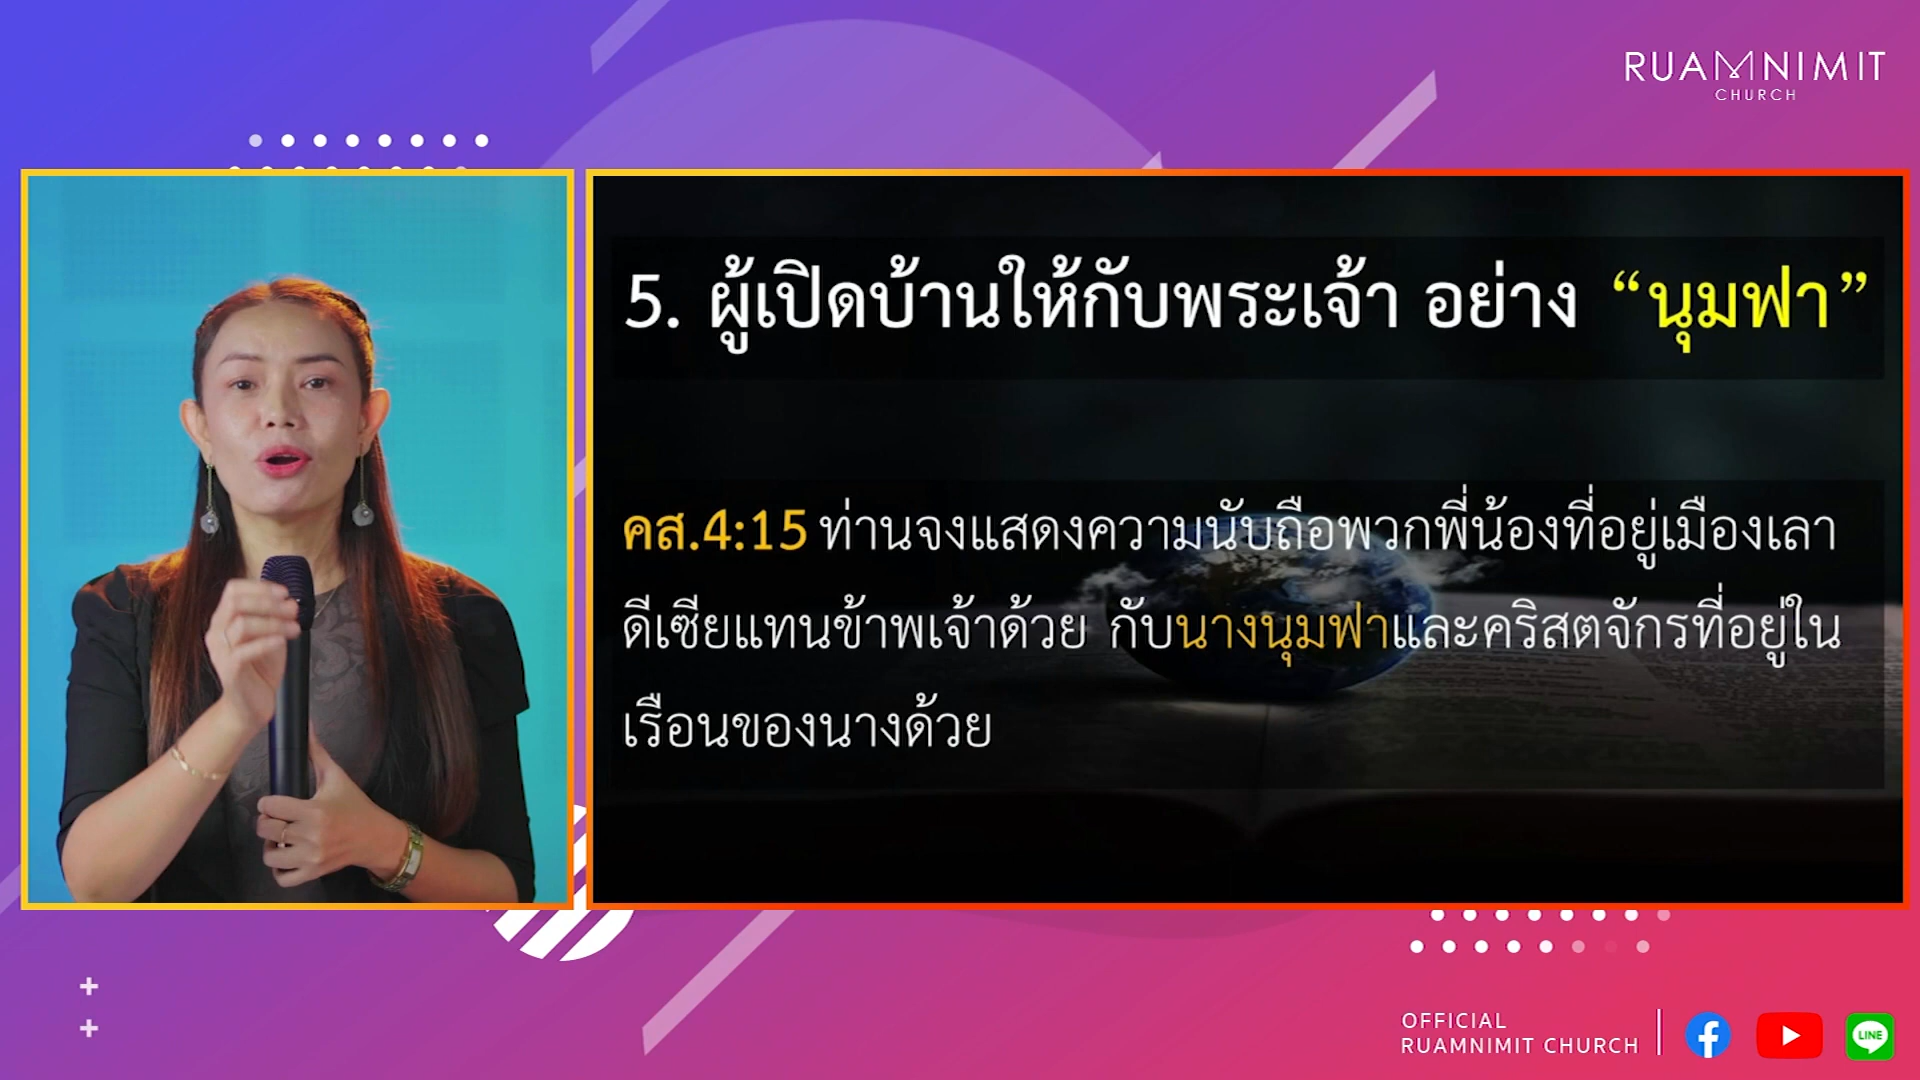 RUAMNIMIT
CHURCH
5. ผู้เปิดบ้านให้กับพระเจ้า อย่าง “นุมฟา”
คส.4:15 ท่านจงแสดงความนับถือพวกพี่น้องที่อยู่เมืองเลา
ดีเซียแทนข้าพเจ้าด้วย กับนางนุมฟาและคริสตจักรที่อยู่ใน
เรือนของนางด้วย
OFFICIAL
RUAMNIMIT CHURCH
LINE